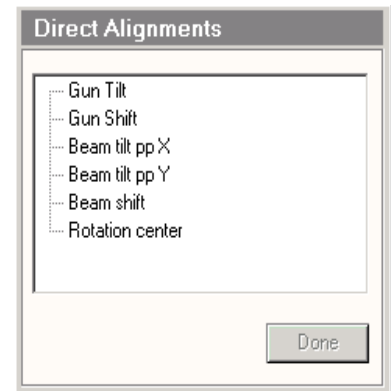 Direct Alignments
Gun Tilt
Gun Shift
Beam tilt pp X
Beam tilt pp Y
Beam shift
Rotation center
Done